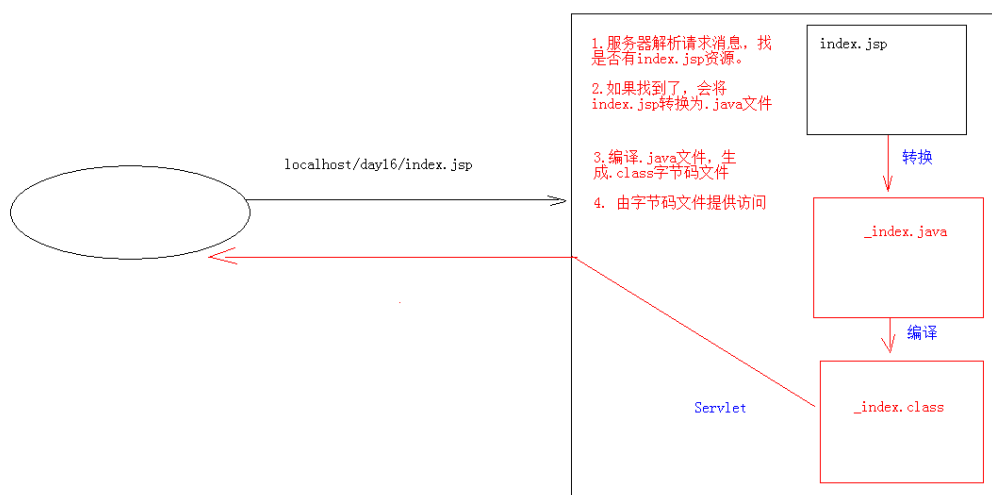 localhost/day16/index.jsp
1.服务器解析请求消息，找
是否有index.jsp资源。
2.如果找到了，会将
index.jsp转换为.java文件
3.编译.java文件，生
成.class字节码文件
4. 由字节码文件提供访问
index.jsp
转换
_index.java
编译
_index.class
Servlet